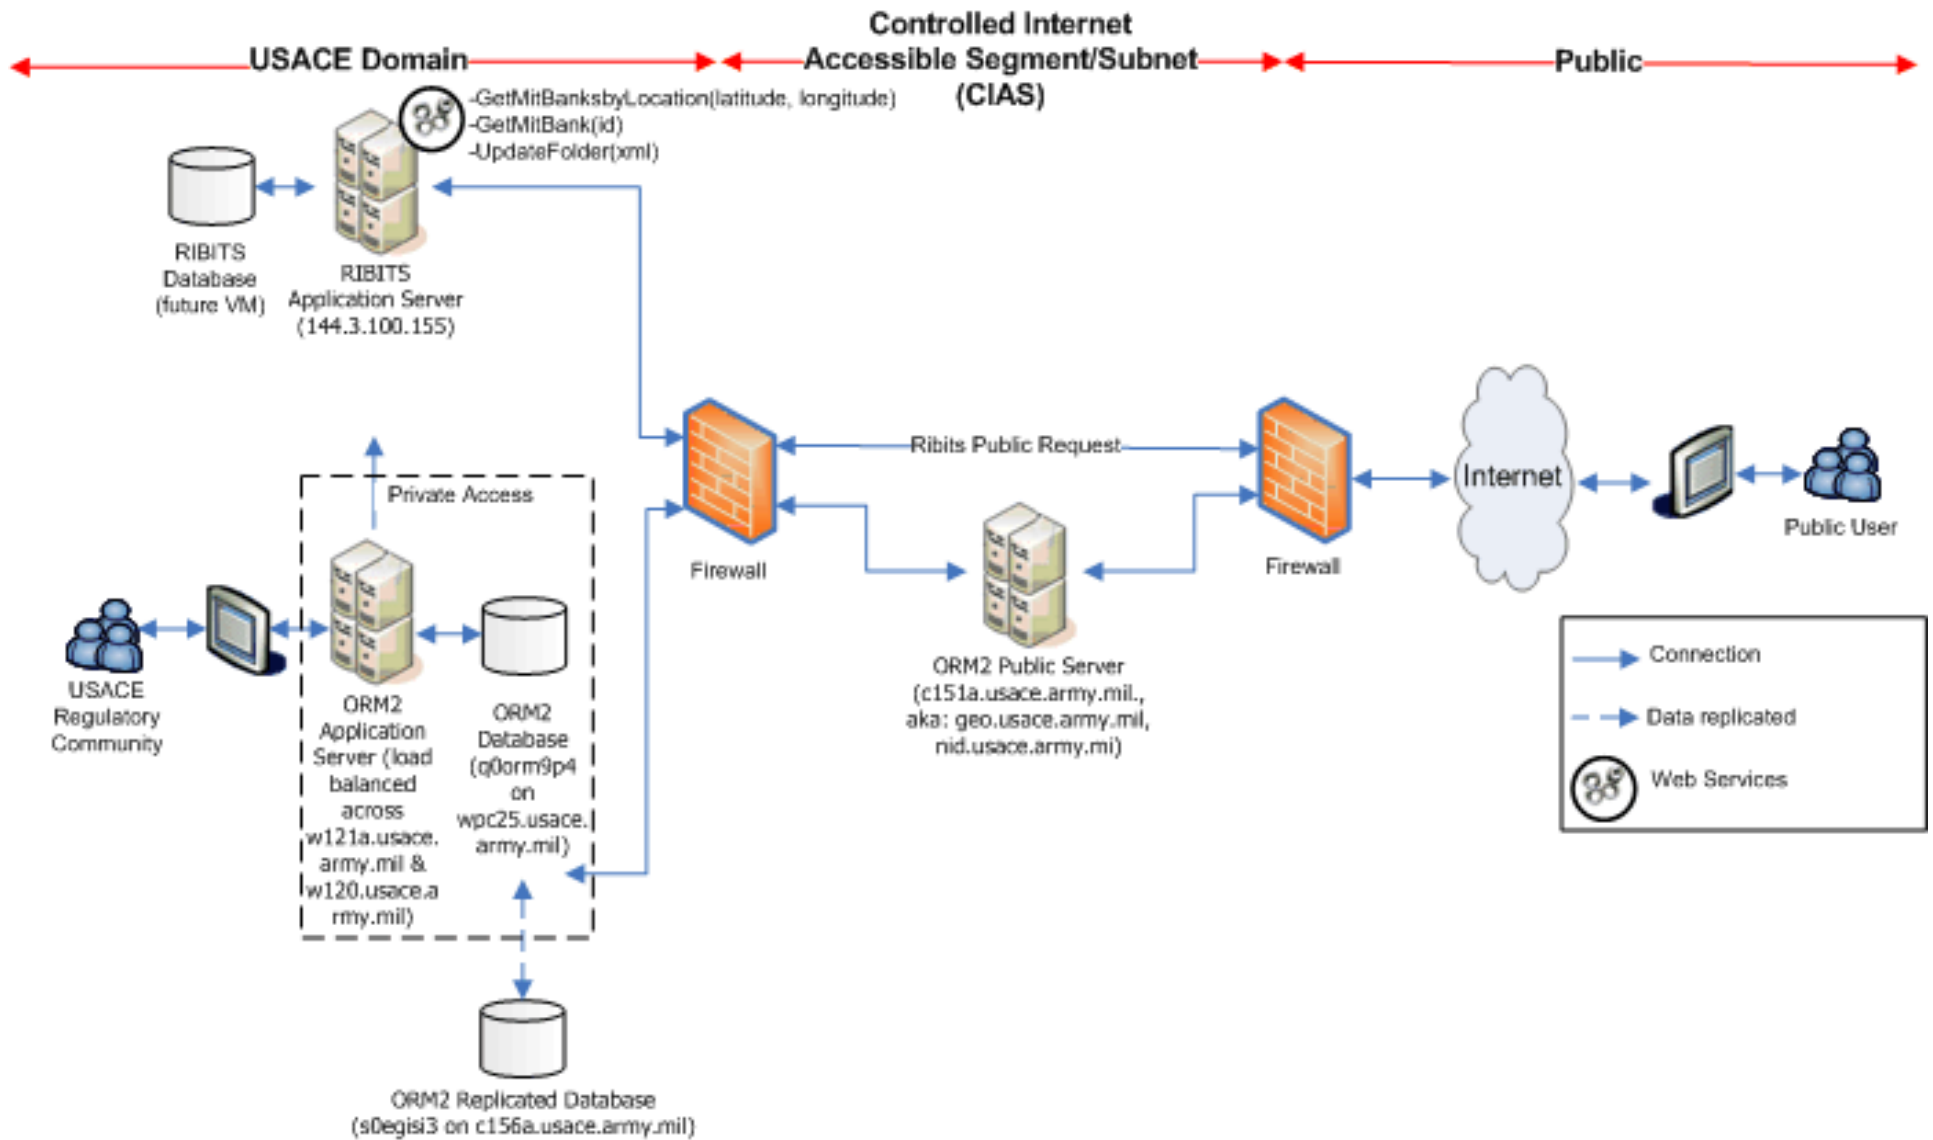 USACE Domain
Controlled Internet
Accessible Segment/Subnet
(CIAS)
Public
-GetMitBanksbyLocation(latitude, longitude)
-GetMitBank(id)
-UpdateFolder(xml)
RIBITS
Database
(future VM)
RIBITS
Application Server
(144.3.100.155)
Private Access
Ribits Public Request
Firewall
Firewall
Internet
Public User
USACE
Regulatory
Community
ORM2
Application
Server (load
balanced
across
w121a.usace.
army.mil &
w120.usace.a
rmy.mil)
ORM2
Database
(q0orm9p4
on
wpc25.usace.
army.mil)
ORM2 Public Server
(c151a.usace.army.mil.,
aka: geo.usace.army.mil,
nid.usace.army.mi)
Connection
Data replicated
Web Services
ORM2 Replicated Database
(s0egisi3 on c156a.usace.army.mil)